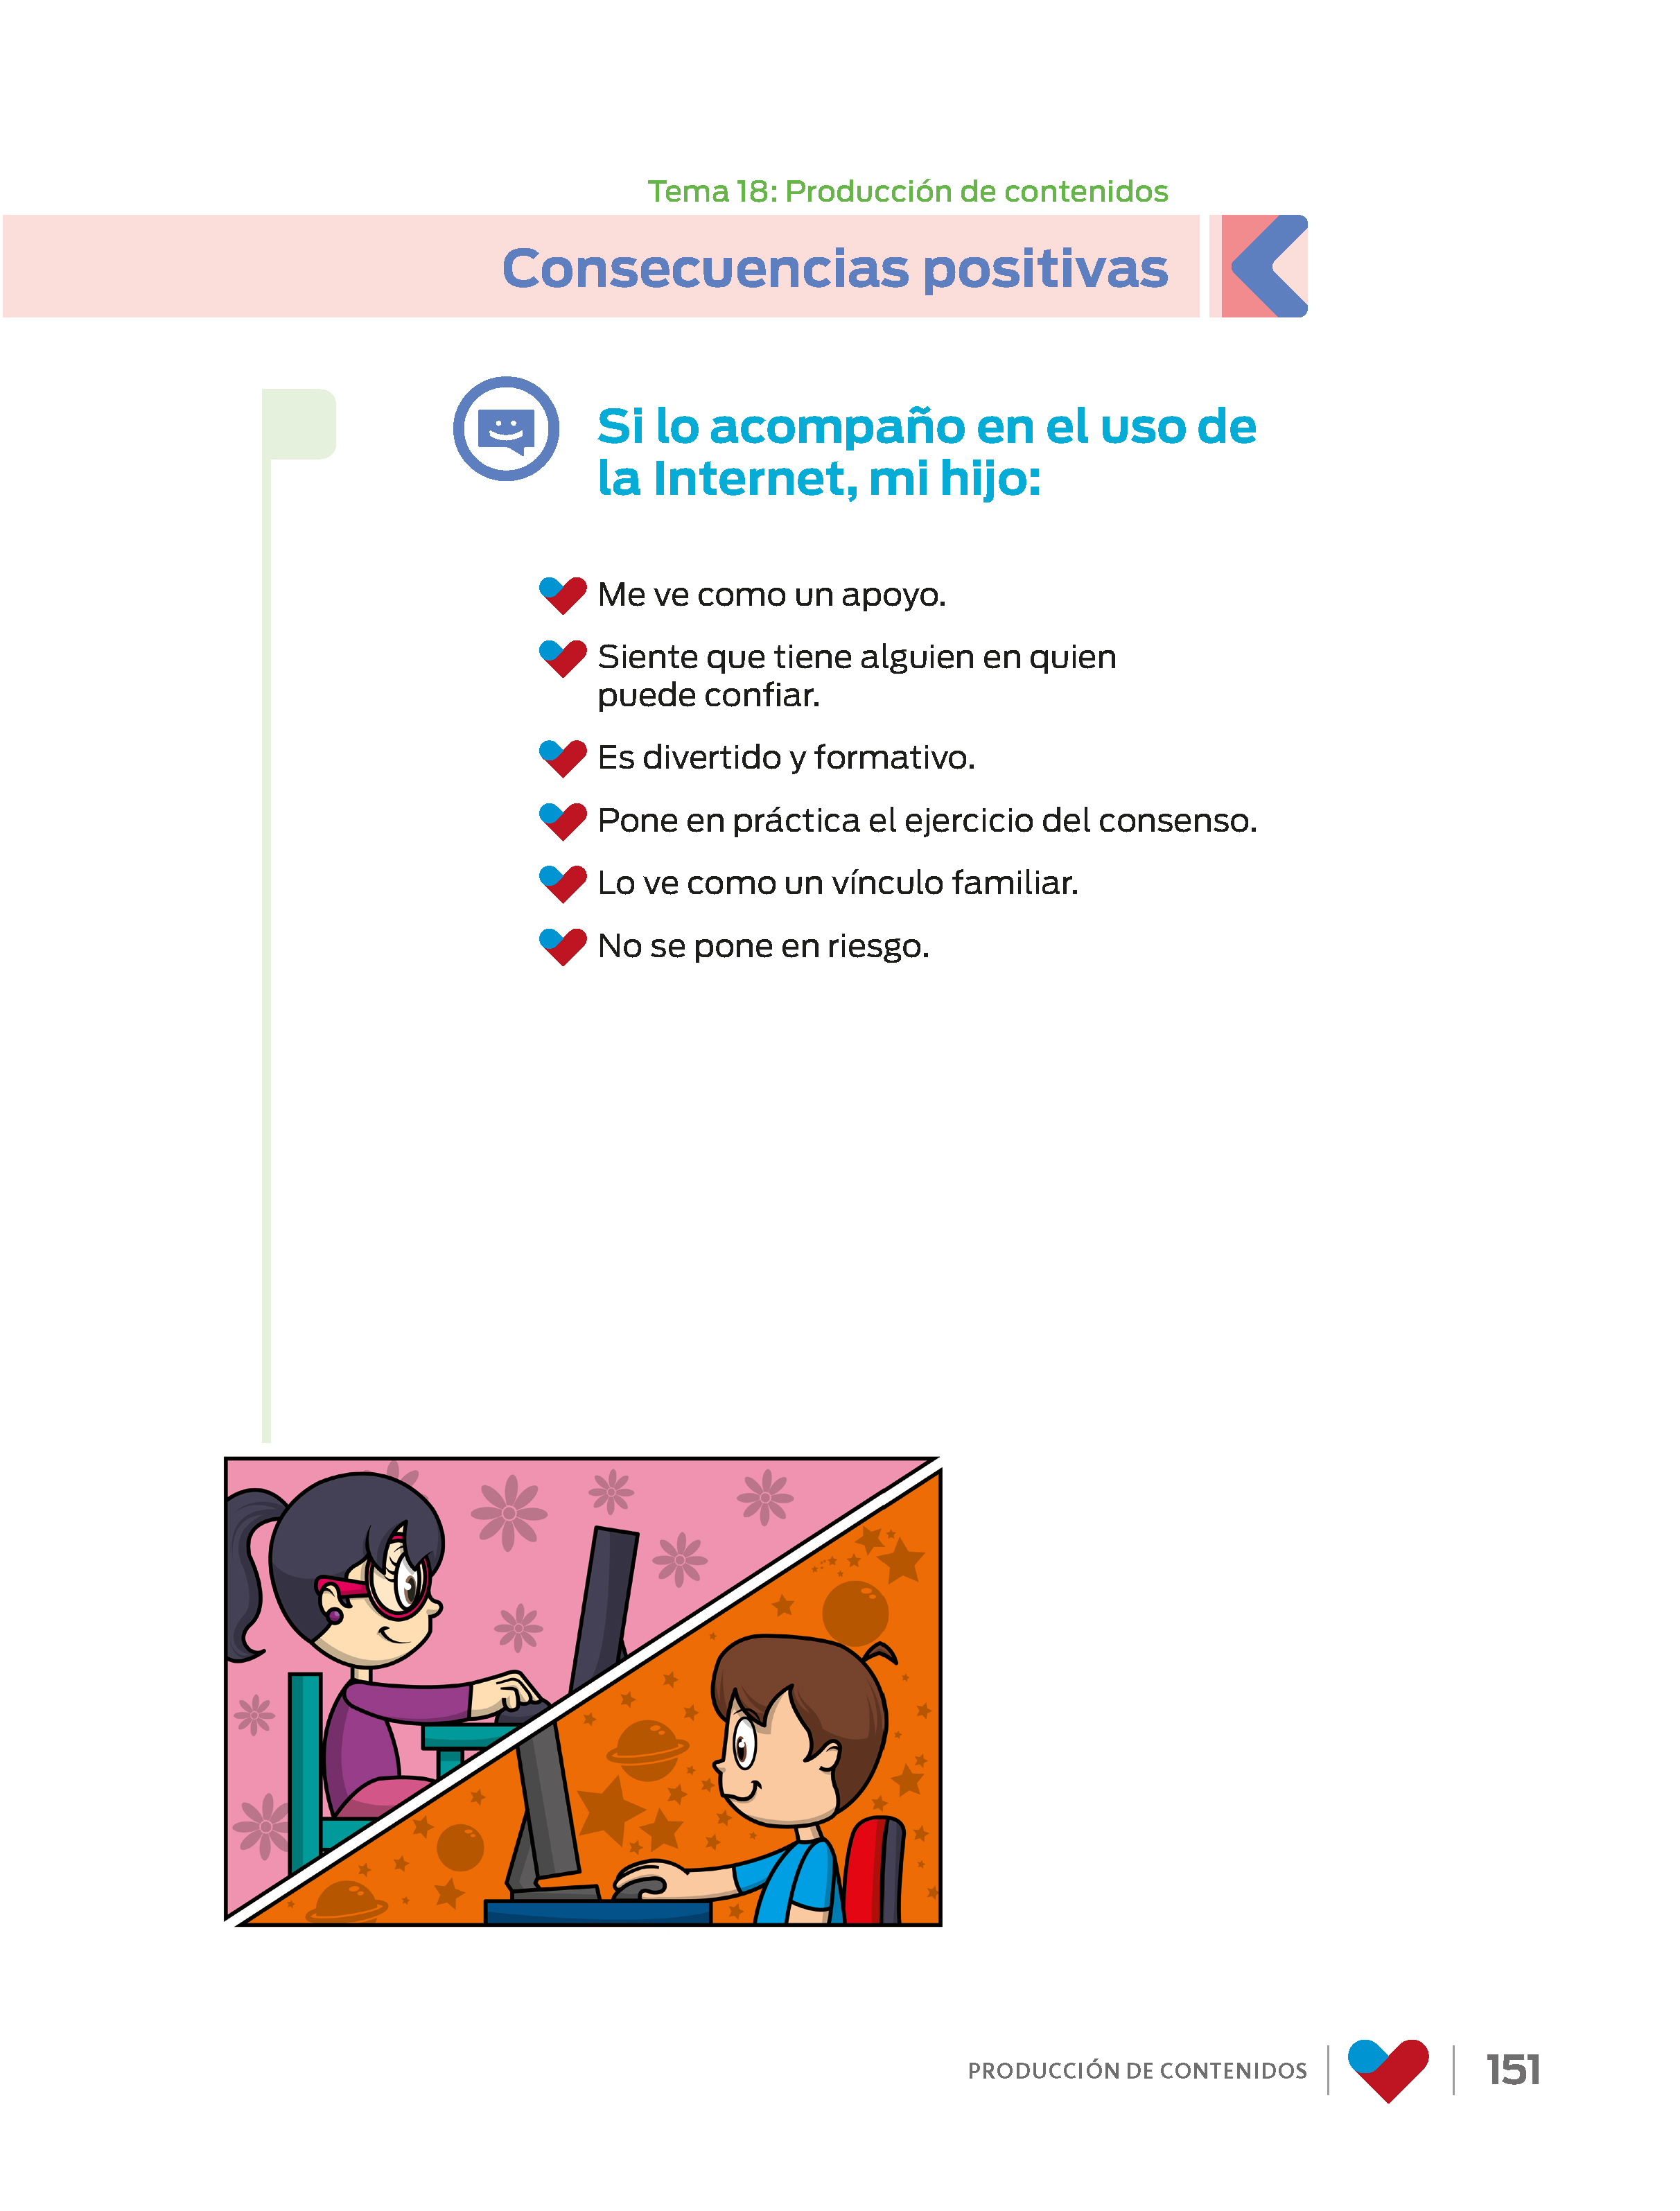 Tema 18: Producción de contenidos
Consecuencias positivas
Si lo acompaño en el uso de
la Internet, mi hijo:
Me ve como un apoyo.
Siente que tiene alguien en quien
puede confiar.
Es divertido y formativo.
Pone en práctica el ejercicio del consenso.
Lo ve como un vínculo familiar.
No se pone en riesgo.
PRODUCCIÓN DE CONTENIDOS
151